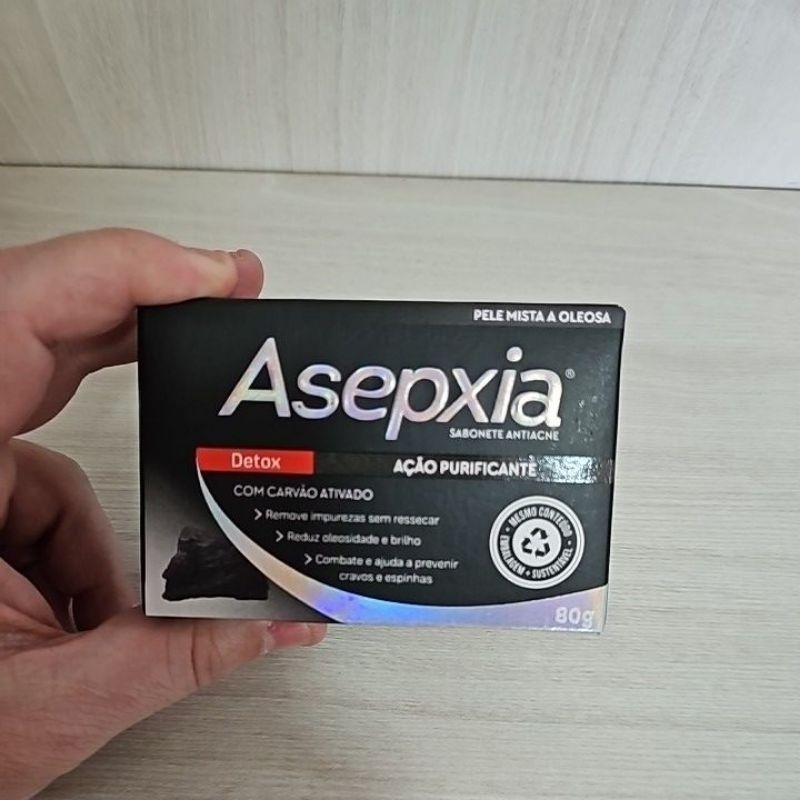 PELE MISTA A OLEOSA
Asepxia®
SABONETE ANTIACNE
Detox
AÇÃO PURIFICANTE
COM CARVÃO ATIVADO
> Remove impurezas sem ressecar
> Reduz oleosidade e brilho
> Combate e ajuda a prevenir
cravos e espinhas
• MESMO CONTEÚDO •
EMBALAGEM + SUSTENTÁVEL
80g